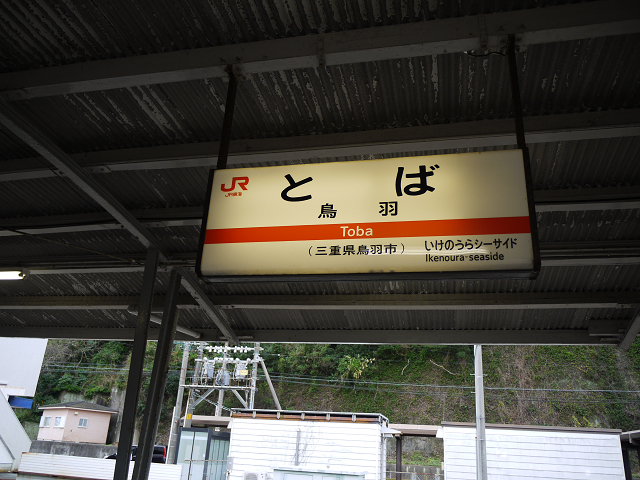 JR
JR東海
とば
鳥羽
Toba
(三重県鳥羽市)
いけのうらシーサイド
Ikenoura-seaside